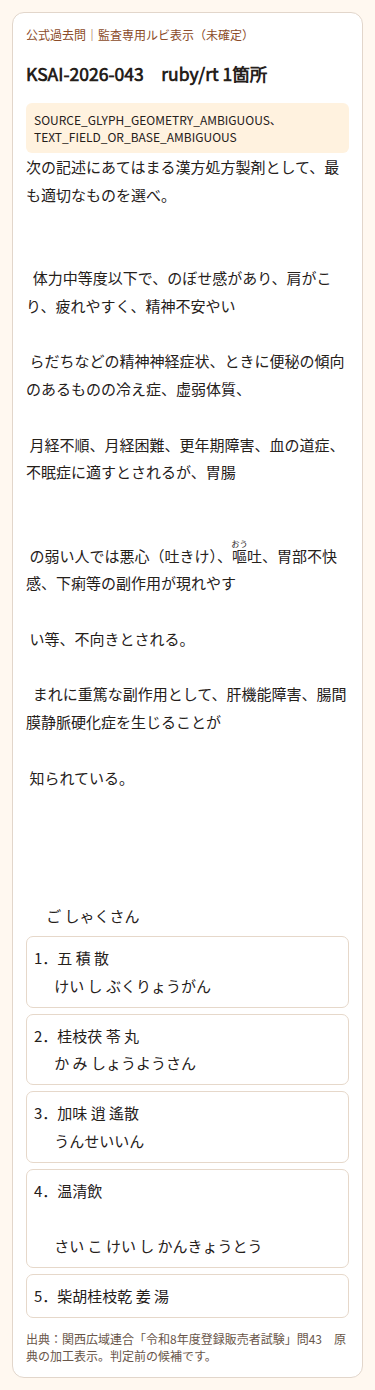 公式過去問｜監査専用ルビ表示（未確定）
KSAI-2026-043　ruby/rt 1箇所
SOURCE_GLYPH_GEOMETRY_AMBIGUOUS、
TEXT_FIELD_OR_BASE_AMBIGUOUS
次の記述にあてはまる漢方処方製剤として、最
も適切なものを選べ。
体力中等度以下で、のぼせ感があり、肩がこ
り、疲れやすく、精神不安やい
らだちなどの精神神経症状、ときに便秘の傾向
のあるものの冷え症、虚弱体質、
月経不順、月経困難、更年期障害、血の道症、
不眠症に適すとされるが、胃腸
おう
の弱い人では悪心（吐きけ）、嘔吐、胃部不快
感、下痢等の副作用が現れやす
い等、不向きとされる。
まれに重篤な副作用として、肝機能障害、腸間
膜静脈硬化症を生じることが
知られている。
ご しゃくさん
1．五 積 散
けい し ぶくりょうがん
2．桂枝茯 苓 丸
か み しょうようさん
3．加味 逍 遙散
うんせいいん
4．温清飲
さい こ けい し かんきょうとう
5．柴胡桂枝乾 姜 湯
出典：関西広域連合「令和8年度登録販売者試験」問43　原
典の加工表示。判定前の候補です。